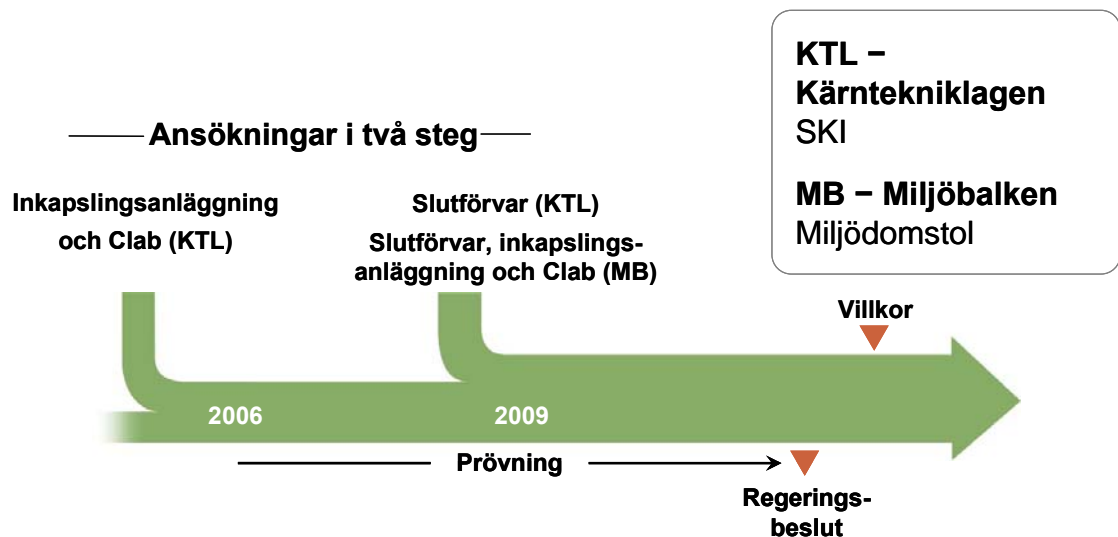 KTL –
Kärntekniklagen
SKI
MB – Miljöbalken
Miljödomstol
Ansökningar i två steg
Inkapslingsanläggning
och Clab (KTL)
Slutförvar (KTL)
Slutförvar, inkapslings-
anläggning och Clab (MB)
Villkor
2006
2009
Prövning
Regerings-
beslut